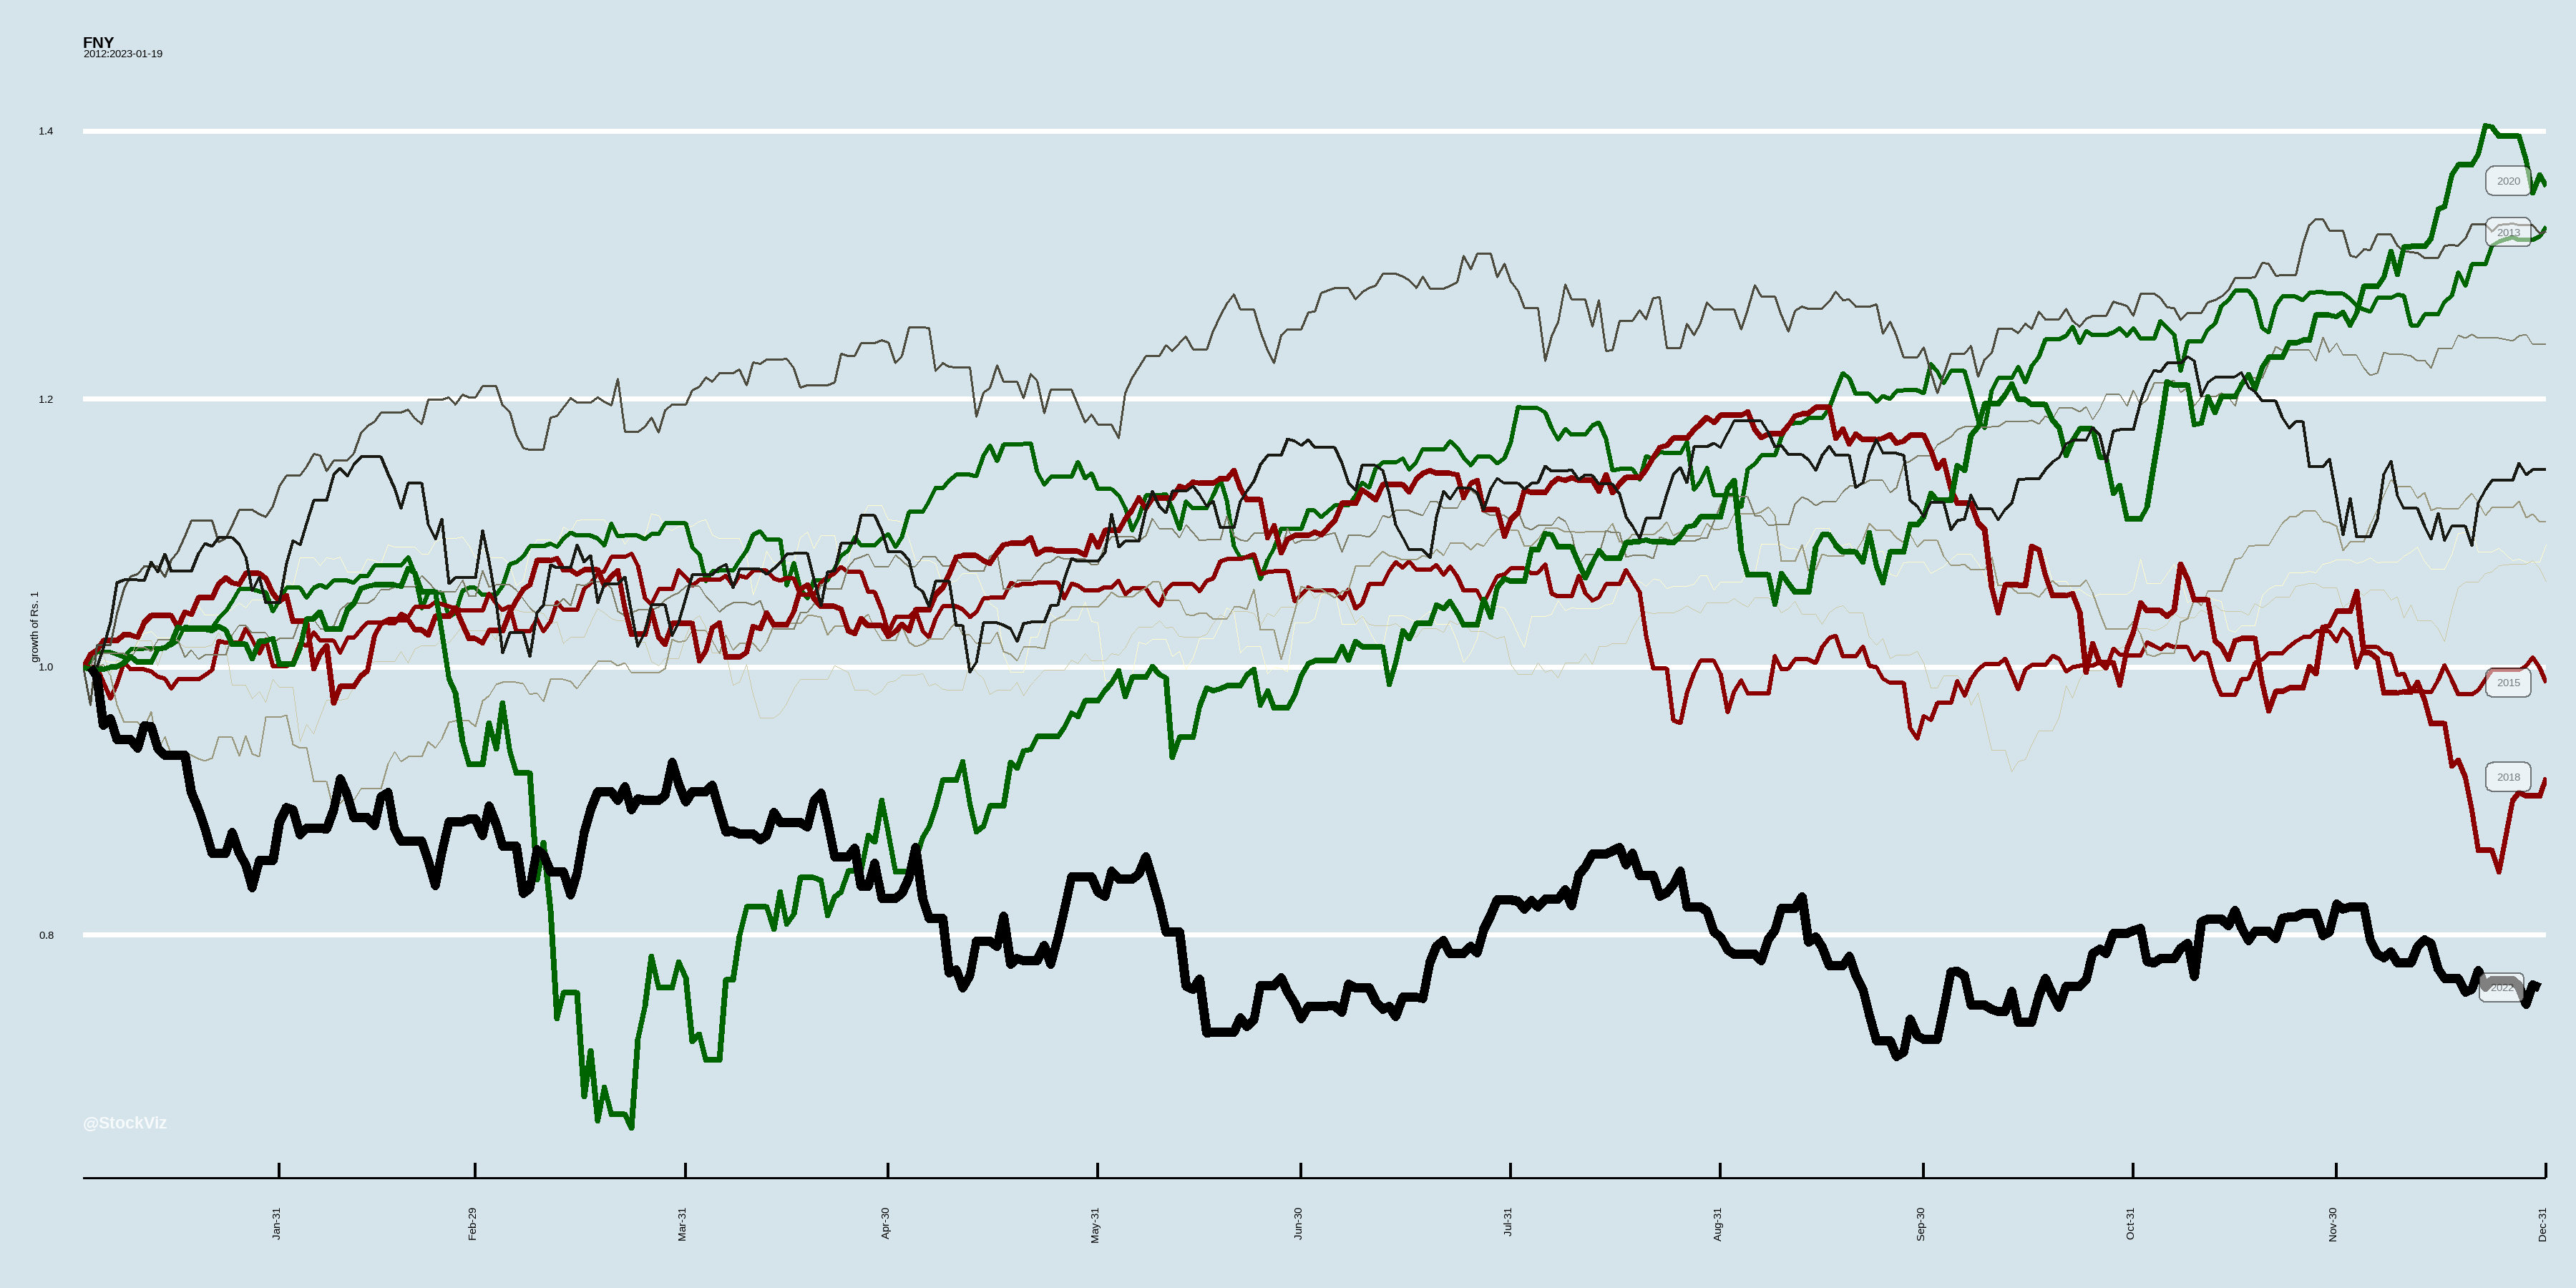 FNY
2012:2023-01-19
1.4
2020
2013
1.2
growth of Rs. 1
1.0
2015
2018
0.8
2022
@StockViz
Jan-31
Feb-29
Mar-31
Apr-30
May-31
Jun-30
Jul-31
Aug-31
Sep-30
Oct-31
Nov-30
Dec-31